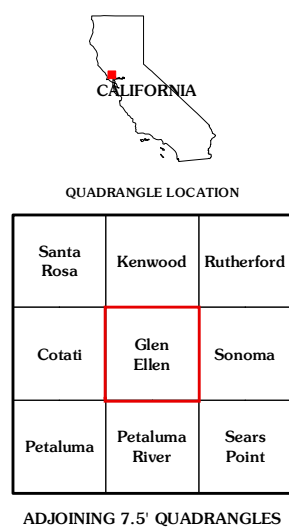 CALIFORNIA
QUADRANGLE LOCATION
Santa
Rosa
Kenwood
Rutherford
Cotati
Glen
Ellen
Sonoma
Petaluma
Petaluma
River
Sears
Point
ADJOINING 7.5' QUADRANGLES